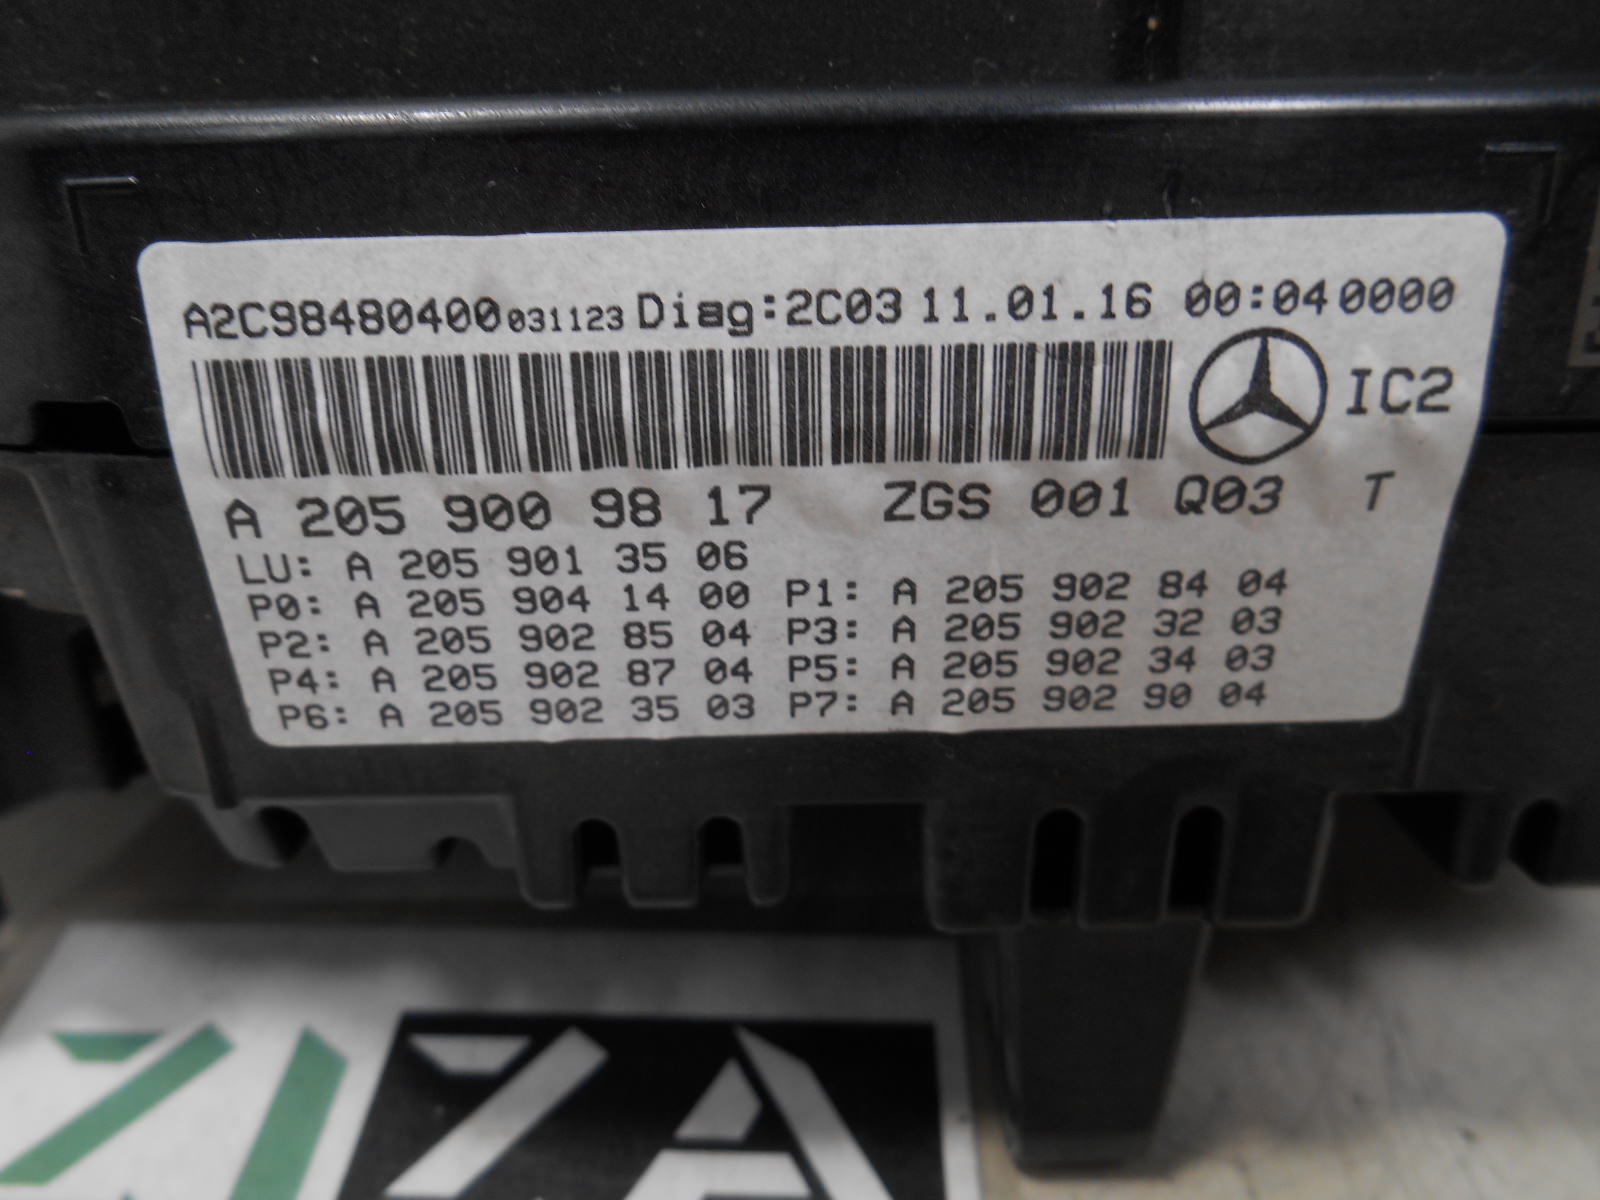 A2C98480400 031123 Diag:2C03 11.01.16 00:04 0000
IC2
A 205 900 98 17 ZGS 001 Q03 T
LU: A 205 901 35 06
P0: A 205 904 14 00 P1: A 205 902 84 04
P2: A 205 902 85 04 P3: A 205 902 32 03
P4: A 205 902 87 04 P5: A 205 902 34 03
P6: A 205 902 35 03 P7: A 205 902 90 04